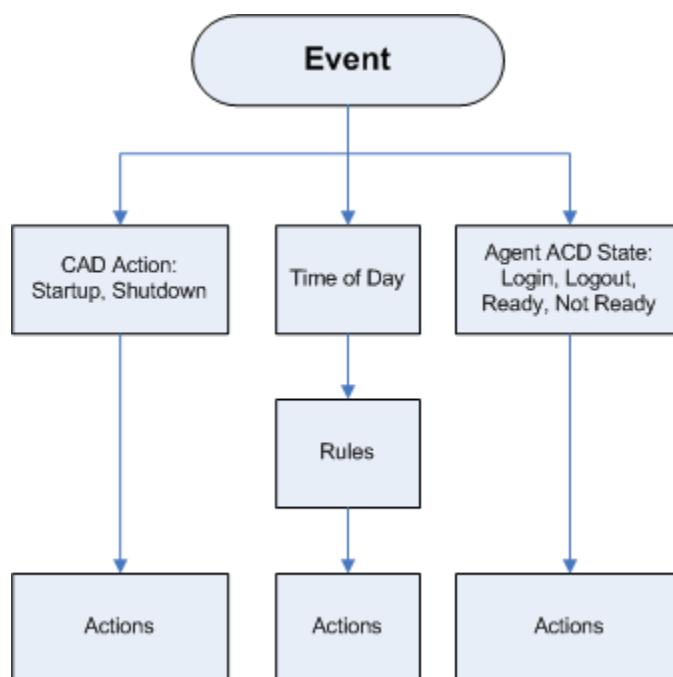 Event
CAD Action:
Startup, Shutdown
Time of Day
Agent ACD State:
Login, Logout,
Ready, Not Ready
Rules
Actions
Actions
Actions